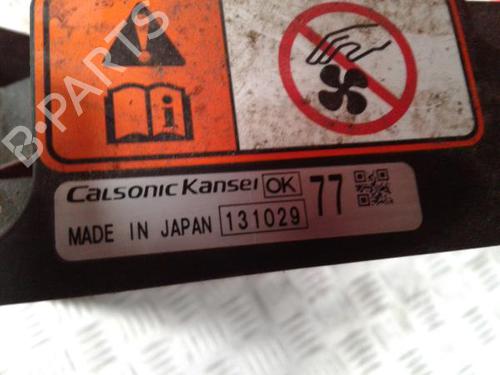 B-PARTS
Calsonic Kansei OK 77
MADE IN JAPAN 131029